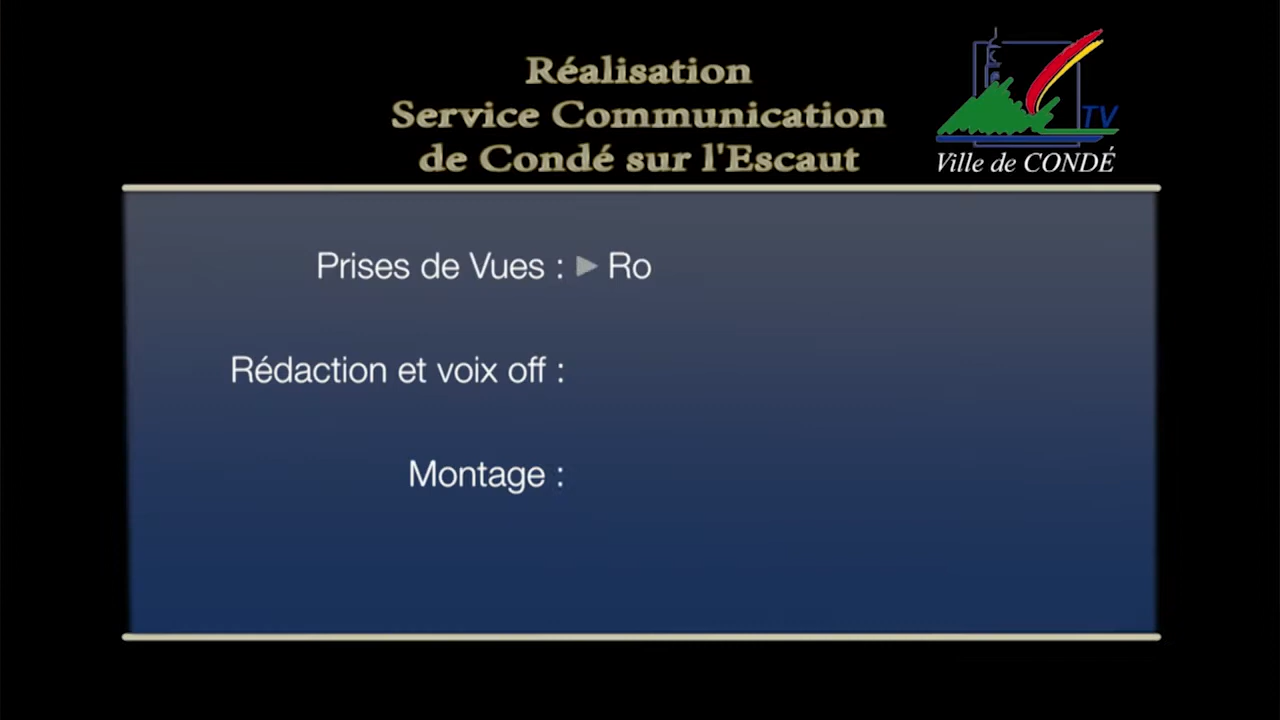 Réalisation
Service Communication
de Condé sur l'Escaut
TV
Ville de CONDÉ
Prises de Vues : ► Ro
Rédaction et voix off :
Montage :